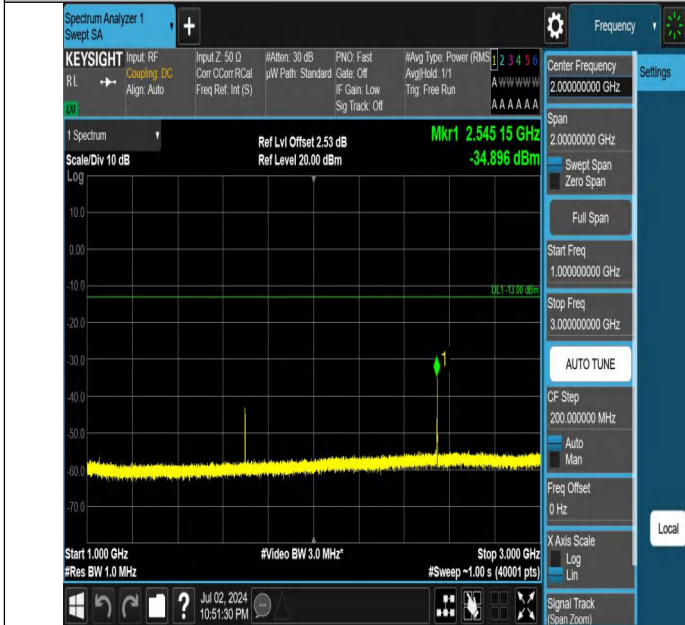 Spectrum Analyzer 1
Swept SA
+
Frequency
KEYSIGHT
RL
Input: RF
Coupling: DC
Align: Auto
Input Z: 50 Ω
Corr CCorr RCal
Freq Ref: Int (S)
#Atten: 30 dB
µW Path: Standard
PNO: Fast
Gate: Off
IF Gain: Low
Sig Track: Off
#Avg Type: Power (RMS
Avg|Hold: 1/1
Trig: Free Run
1 2 3 4 5 6
A W W W W W
A A A A A A
1 Spectrum
Scale/Div 10 dB
Log
Ref Lvl Offset 2.53 dB
Ref Level 20.00 dBm
Mkr1 2.545 15 GHz
-34.896 dBm
10.0
0.00
-10.0
-20.0
-30.0
-40.0
-50.0
-60.0
-70.0
DL1 -13.00 dBm
1
Start 1.000 GHz
#Res BW 1.0 MHz
#Video BW 3.0 MHz*
Stop 3.000 GHz
#Sweep ~1.00 s (40001 pts)
Jul 02, 2024
10:51:30 PM
?
Center Frequency
2.000000000 GHz
Span
2.00000000 GHz
Swept Span
Zero Span
Full Span
Start Freq
1.000000000 GHz
Stop Freq
3.000000000 GHz
AUTO TUNE
CF Step
200.000000 MHz
Auto
Man
Freq Offset
0 Hz
X Axis Scale
Log
Lin
Signal Track
(Span Zoom)
Settings
Local